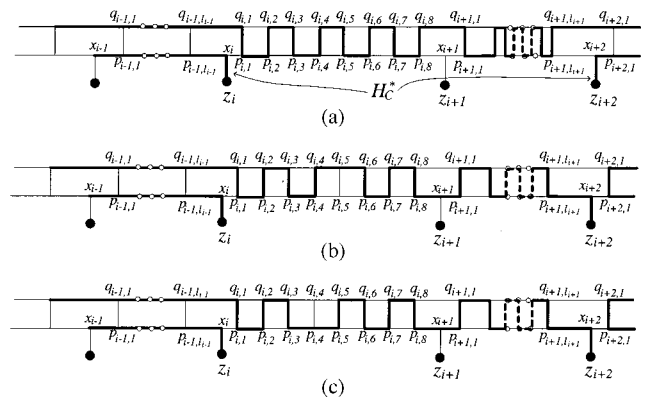 q_{i-1,1} q_{i-1,l_{i-1}} q_{i,1} q_{i,2} q_{i,3} q_{i,4} q_{i,5} q_{i,6} q_{i,7} q_{i,8} q_{i+1,1} q_{i+1,l_{i+1}} q_{i+2,1}
x_{i-1} x_i x_{i+1} x_{i+2}
p_{i-1,1} p_{i-1,l_{i-1}} p_{i,1} p_{i,2} p_{i,3} p_{i,4} p_{i,5} p_{i,6} p_{i,7} p_{i,8} p_{i+1,1} p_{i+1,l_{i+1}} p_{i+2,1}
z_i H_C^* z_{i+1} z_{i+2}
(a)
q_{i-1,1} q_{i-1,l_{i-1}} q_{i,1} q_{i,2} q_{i,3} q_{i,4} q_{i,5} q_{i,6} q_{i,7} q_{i,8} q_{i+1,1} q_{i+1,l_{i+1}} q_{i+2,1}
x_{i-1} x_i x_{i+1} x_{i+2}
p_{i-1,1} p_{i-1,l_{i-1}} p_{i,1} p_{i,2} p_{i,3} p_{i,4} p_{i,5} p_{i,6} p_{i,7} p_{i,8} p_{i+1,1} p_{i+1,l_{i+1}} p_{i+2,1}
z_i z_{i+1} z_{i+2}
(b)
q_{i-1,1} q_{i-1,l_{i-1}} q_{i,1} q_{i,2} q_{i,3} q_{i,4} q_{i,5} q_{i,6} q_{i,7} q_{i,8} q_{i+1,1} q_{i+1,l_{i+1}} q_{i+2,1}
x_{i-1} x_i x_{i+1} x_{i+2}
p_{i-1,1} p_{i-1,l_{i-1}} p_{i,1} p_{i,2} p_{i,3} p_{i,4} p_{i,5} p_{i,6} p_{i,7} p_{i,8} p_{i+1,1} p_{i+1,l_{i+1}} p_{i+2,1}
z_i z_{i+1} z_{i+2}
(c)